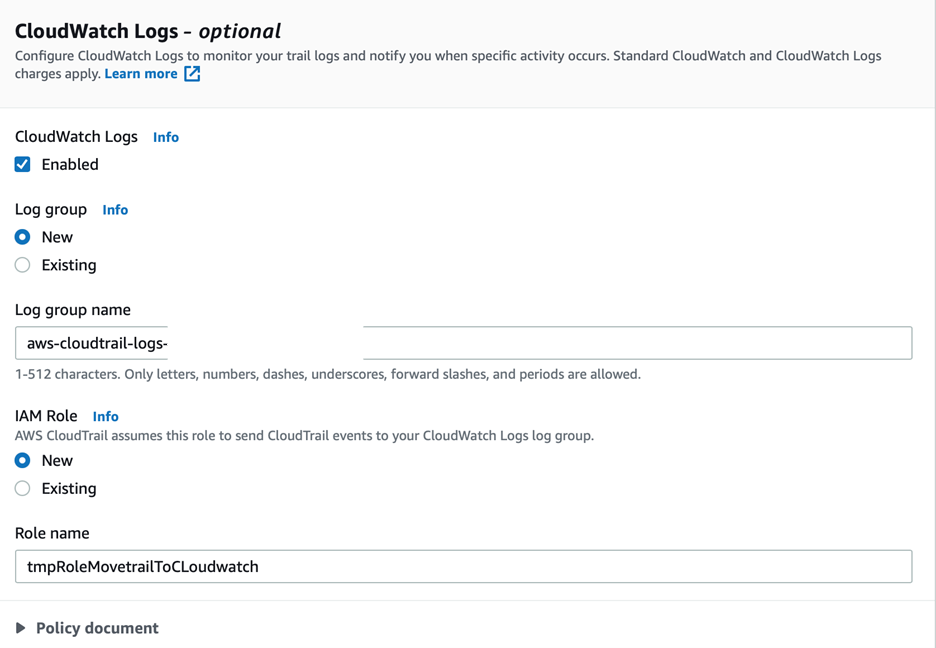 CloudWatch Logs - optional
Configure CloudWatch Logs to monitor your trail logs and notify you when specific activity occurs. Standard CloudWatch and CloudWatch Logs
charges apply. Learn more
CloudWatch Logs Info
Enabled
Log group Info
New
Existing
Log group name
aws-cloudtrail-logs-
1-512 characters. Only letters, numbers, dashes, underscores, forward slashes, and periods are allowed.
IAM Role Info
AWS CloudTrail assumes this role to send CloudTrail events to your CloudWatch Logs log group.
New
Existing
Role name
tmpRoleMovetrailToCLoudwatch
Policy document